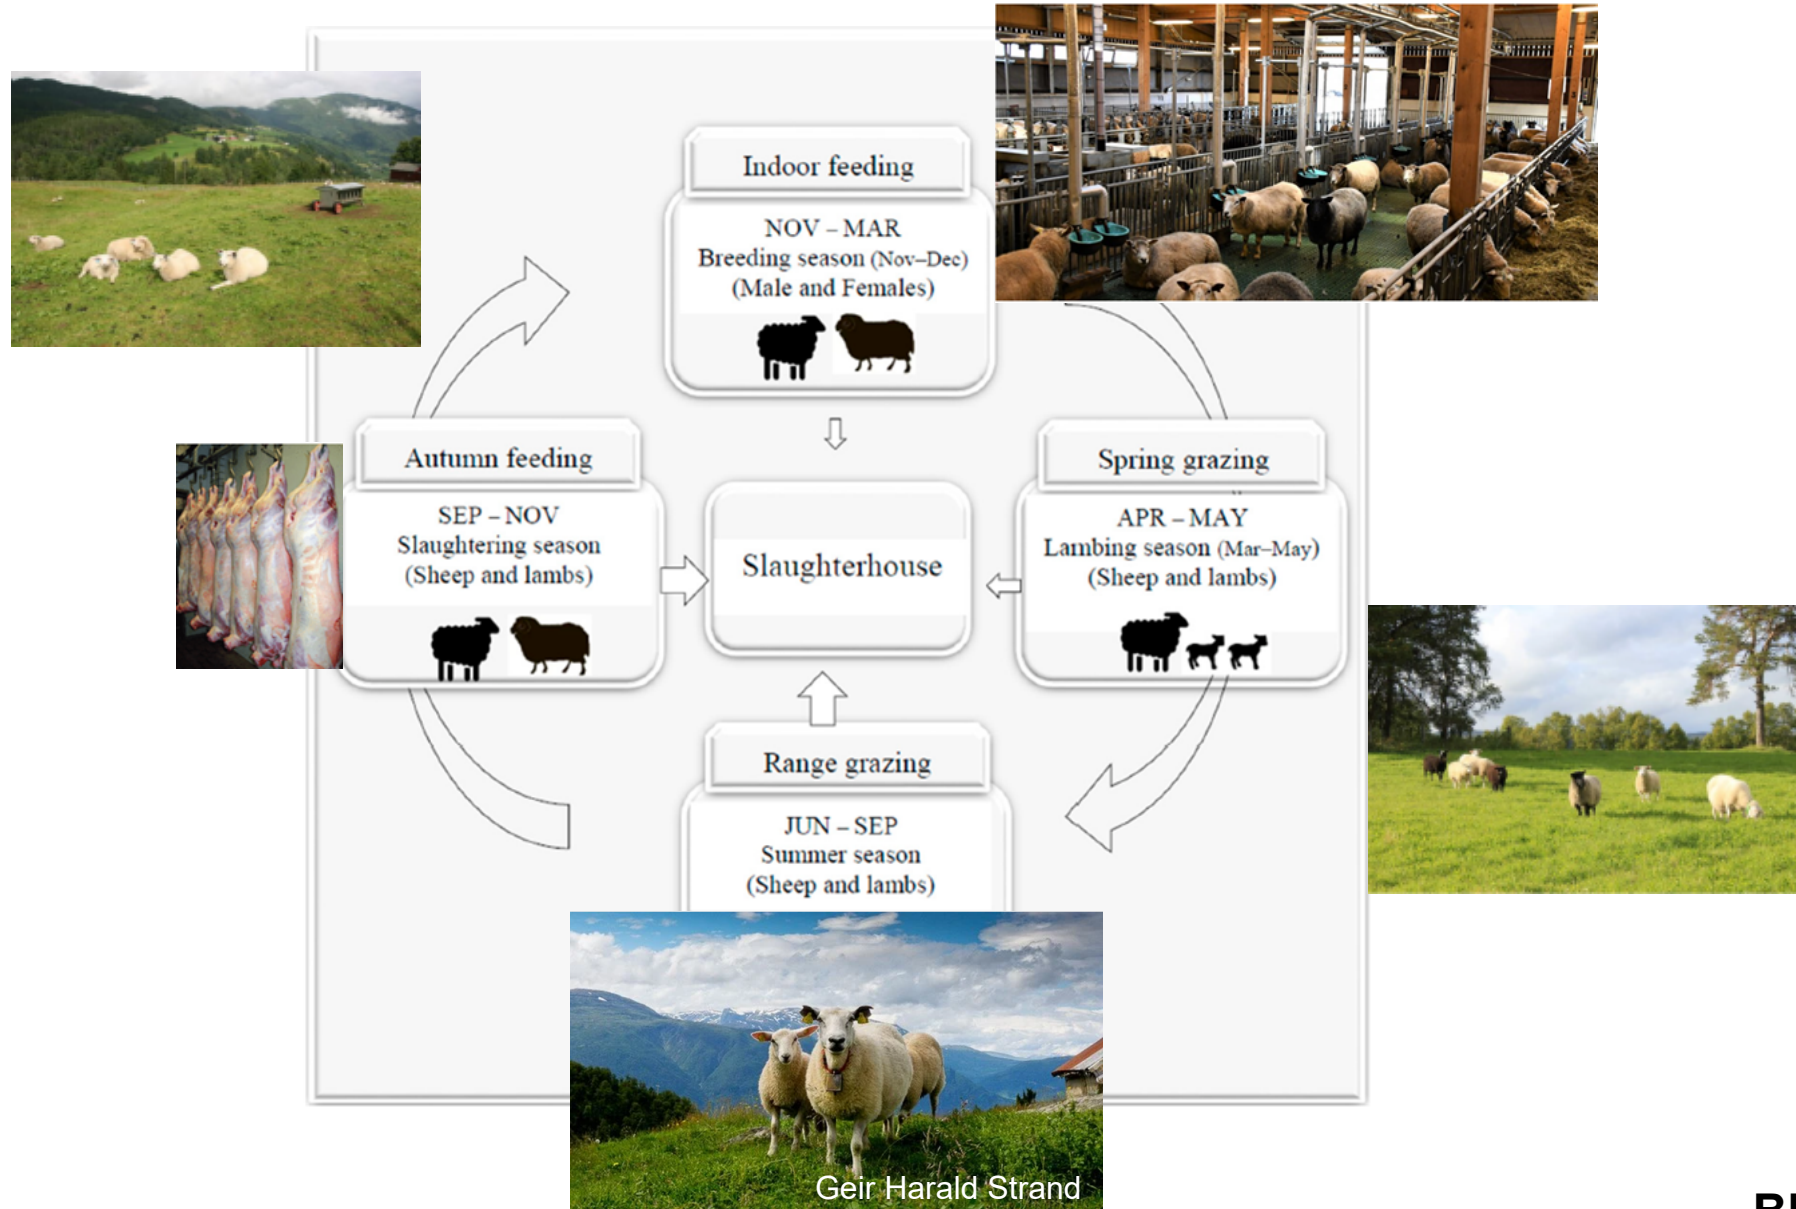 Indoor feeding
NOV – MAR
Breeding season (Nov–Dec)
(Male and Females)
Autumn feeding
SEP – NOV
Slaughtering season
(Sheep and lambs)
Slaughterhouse
Spring grazing
APR – MAY
Lambing season (Mar–May)
(Sheep and lambs)
Range grazing
JUN – SEP
Summer season
(Sheep and lambs)
Geir Harald Strand